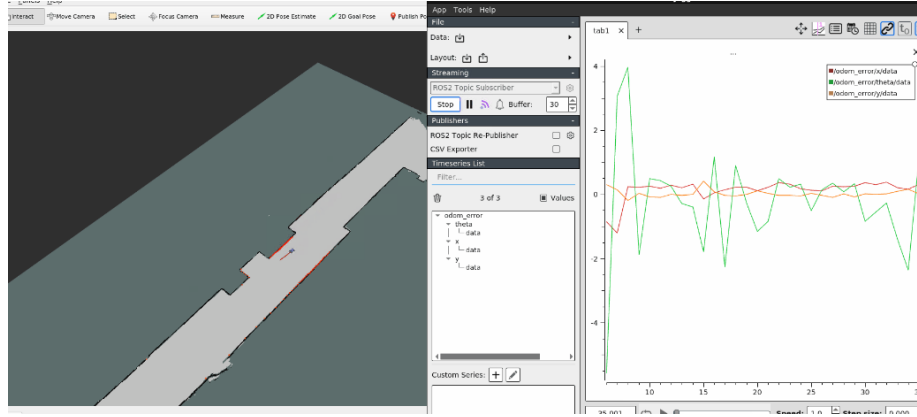 Interact Move Camera Select Focus Camera Measure 2D Pose Estimate 2D Goal Pose Publish Po
App Tools Help
File
Data:
Layout:
Streaming
ROS2 Topic Subscriber
Stop Buffer: 30
Publishers
ROS2 Topic Re-Publisher
CSV Exporter
Timeseries List
Filter...
3 of 3 Values
odom_error
theta
data
x
data
y
data
Custom Series:
tab1 × +
...
/odom_error/x/data
/odom_error/theta/data
/odom_error/y/data
4
2
0
-2
-4
10 15 20 25 30
35.001 Speed: 1.0 Step size: 0.000